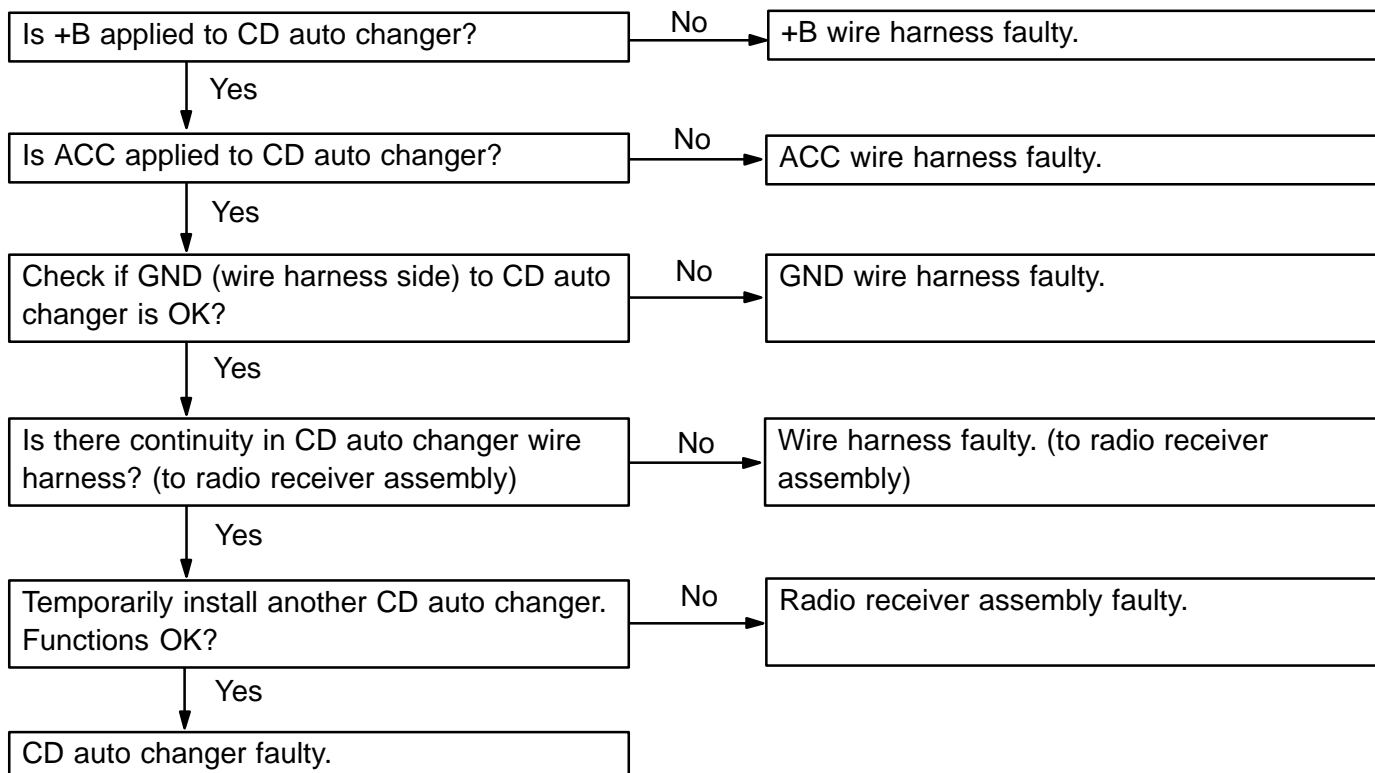 Is +B applied to CD auto changer?
No
+B wire harness faulty.
Yes
Is ACC applied to CD auto changer?
No
ACC wire harness faulty.
Yes
Check if GND (wire harness side) to CD auto
changer is OK?
No
GND wire harness faulty.
Yes
Is there continuity in CD auto changer wire
harness? (to radio receiver assembly)
No
Wire harness faulty. (to radio receiver
assembly)
Yes
Temporarily install another CD auto changer.
Functions OK?
No
Radio receiver assembly faulty.
Yes
CD auto changer faulty.